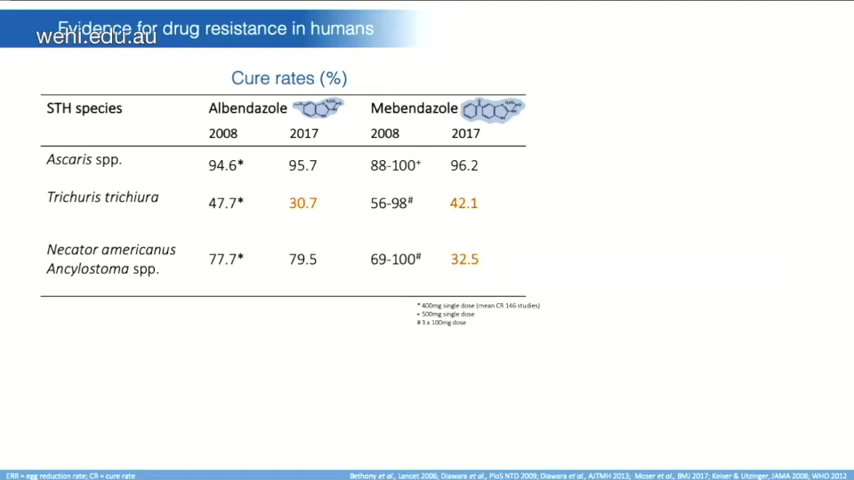 Evidence for drug resistance in humans
wehi.edu.au
Cure rates (%)
STH species Albendazole Mebendazole
2008 2017 2008 2017
Ascaris spp. 94.6* 95.7 88-100+ 96.2
Trichuris trichiura 47.7* 30.7 56-98# 42.1
Necator americanus
Ancylostoma spp. 77.7* 79.5 69-100# 32.5
* 400mg single dose (mean CR 146 studies)
+ 500mg single dose
# 3 x 100mg dose
ERR = egg reduction rate; CR = cure rate
Bethony et al., Lancet 2006; Diawara et al., PloS NTD 2009; Diawara et al., AJTMH 2013; Moser et al., BMJ 2017; Keiser & Utzinger, JAMA 2008; WHO 2012